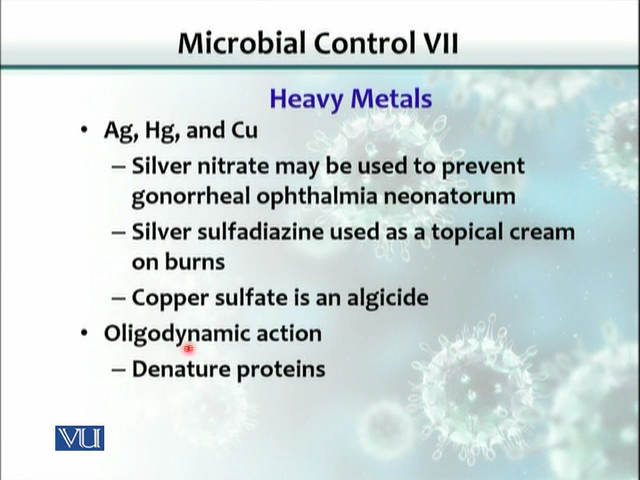 Microbial Control VII
Heavy Metals
• Ag, Hg, and Cu
– Silver nitrate may be used to prevent
gonorrheal ophthalmia neonatorum
– Silver sulfadiazine used as a topical cream
on burns
– Copper sulfate is an algicide
• Oligodynamic action
– Denature proteins
VU